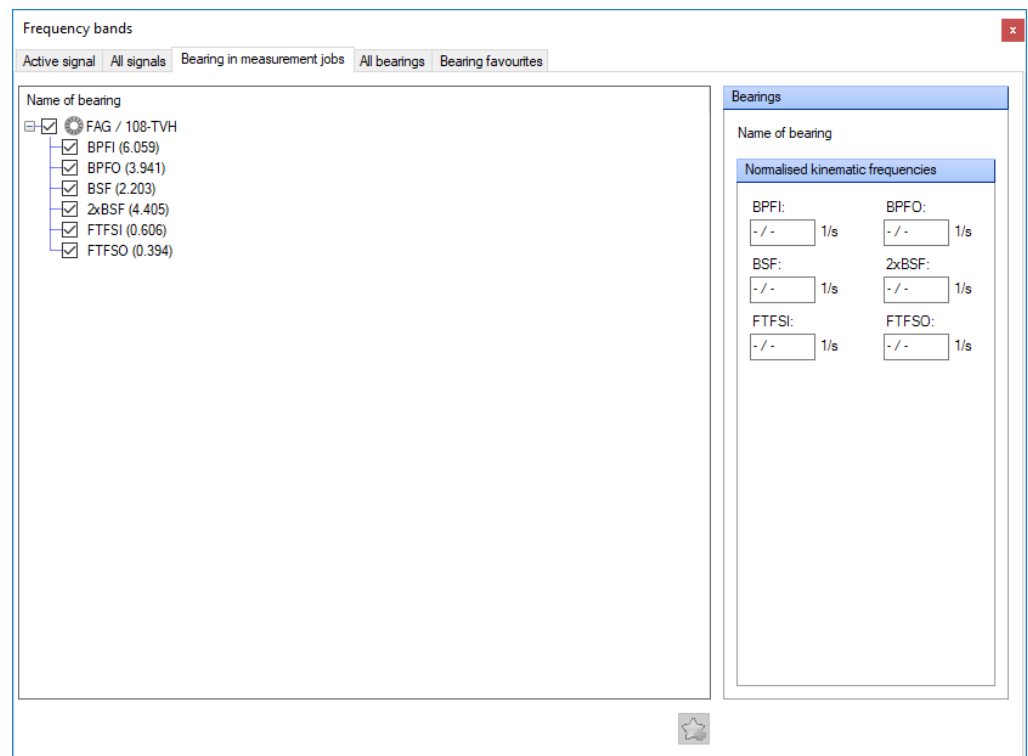 Frequency bands
x
Active signal All signals Bearing in measurement jobs All bearings Bearing favourites
Name of bearing
FAG / 108-TVH
BPFI (6.059)
BPFO (3.941)
BSF (2.203)
2xBSF (4.405)
FTFSI (0.606)
FTFSO (0.394)
Bearings
Name of bearing
Normalised kinematic frequencies
BPFI: BPFO:
- / - 1/s - / - 1/s
BSF: 2xBSF:
- / - 1/s - / - 1/s
FTFSI: FTFSO:
- / - 1/s - / - 1/s